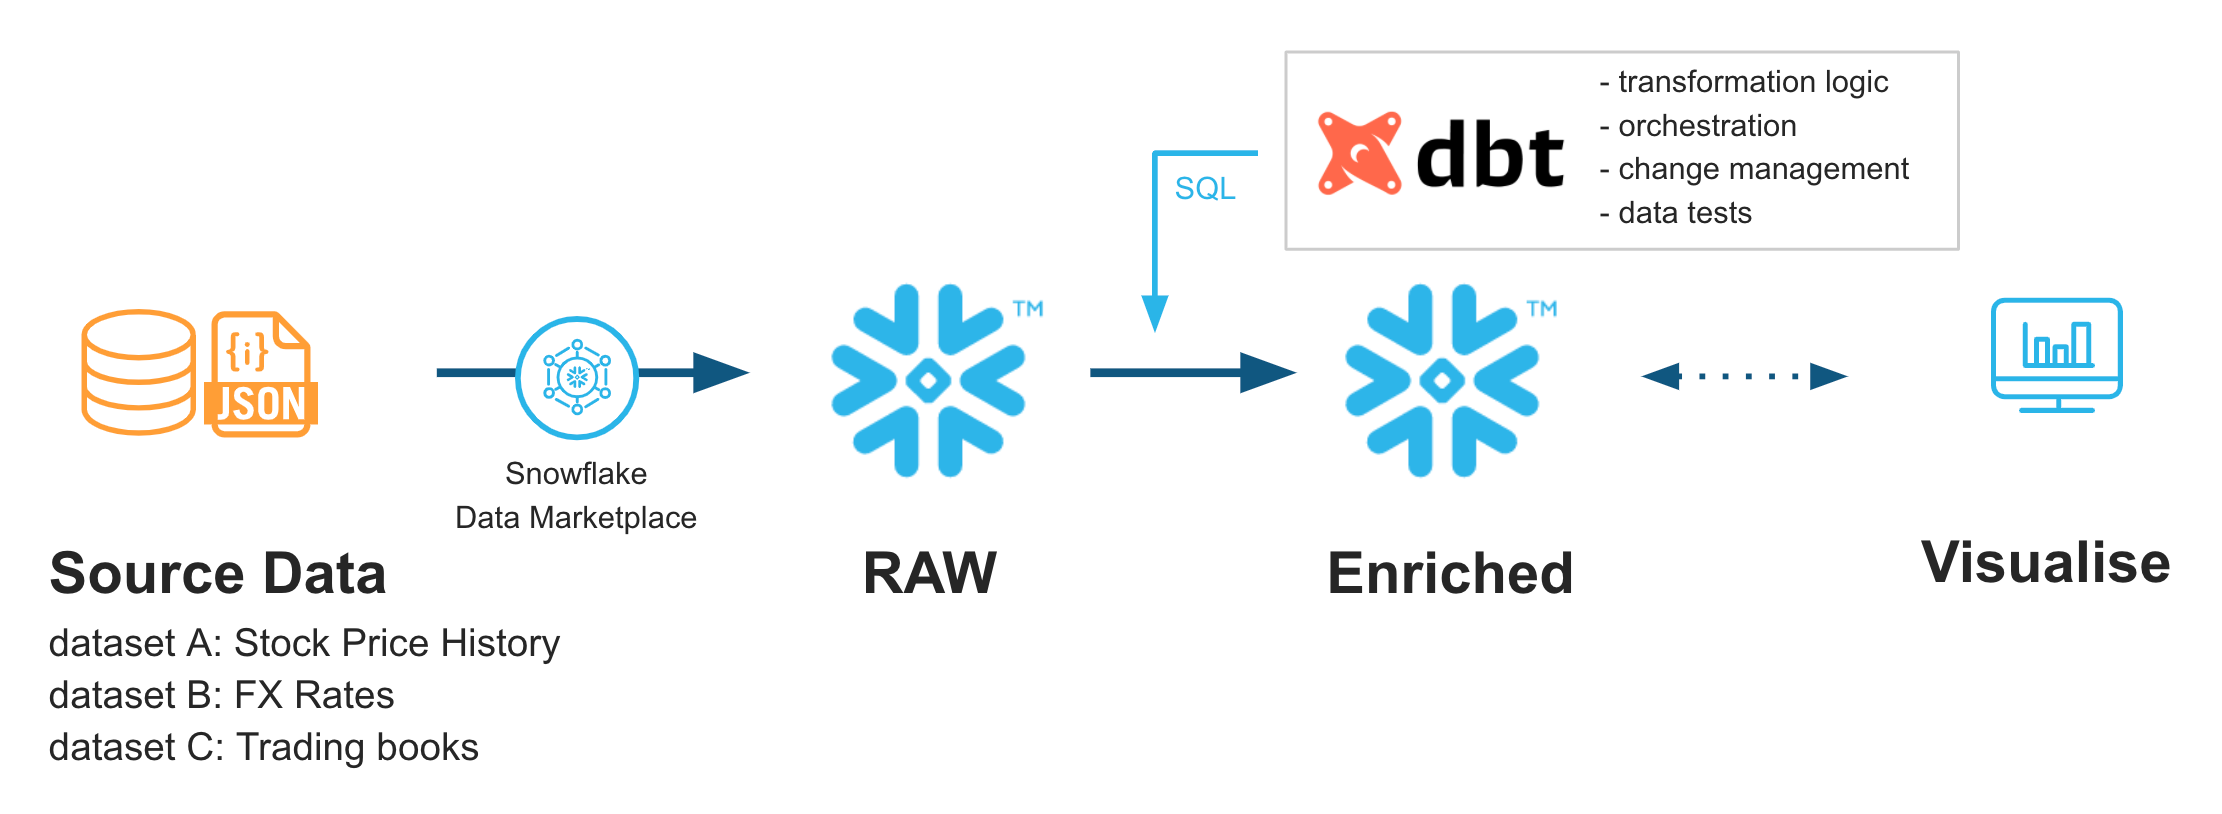 dbt
- transformation logic
- orchestration
- change management
- data tests
SQL
{i}
JSON
TM
TM
Snowflake
Data Marketplace
Source Data
RAW
Enriched
Visualise
dataset A: Stock Price History
dataset B: FX Rates
dataset C: Trading books